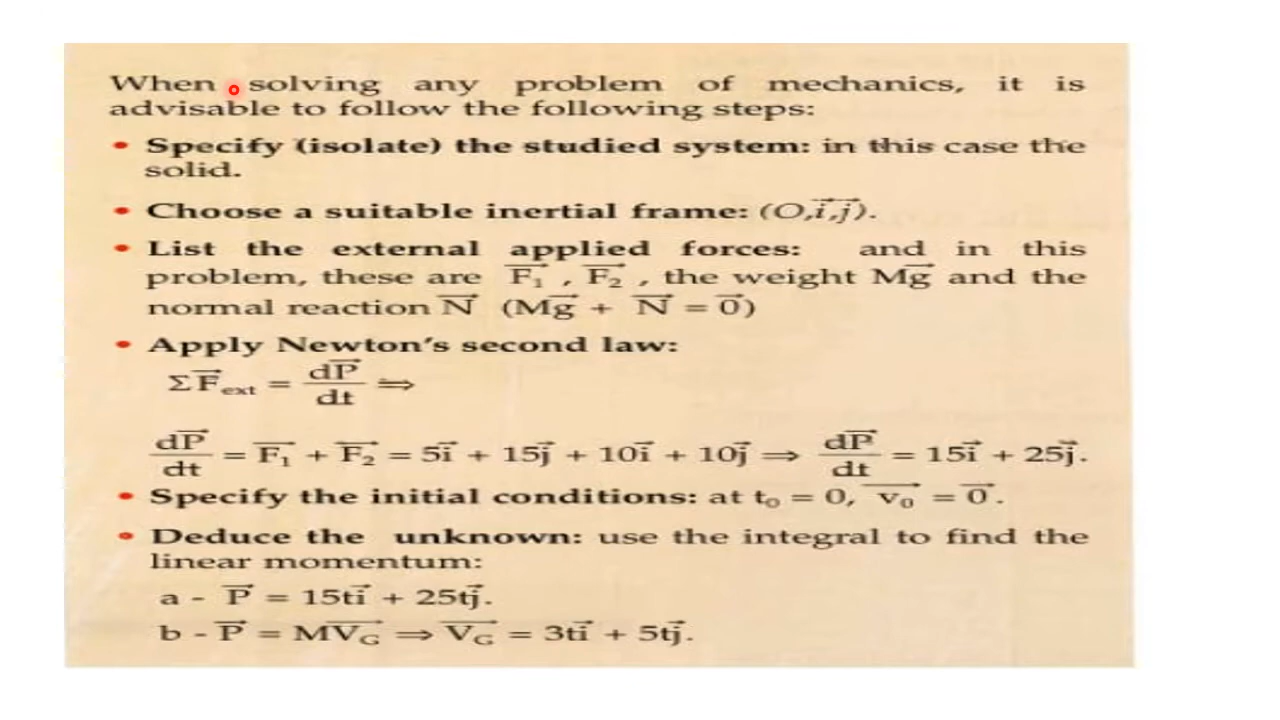 When solving any problem of mechanics, it is
advisable to follow the following steps:
• Specify (isolate) the studied system: in this case the
solid.
• Choose a suitable inertial frame: (O,i⃗,j⃗).
• List the external applied forces: and in this
problem, these are F₁⃗ , F₂⃗ , the weight Mg⃗ and the
normal reaction N⃗ (Mg⃗ + N⃗ = 0⃗)
• Apply Newton's second law:
ΣF⃗ext = dP⃗/dt ⟹
dP⃗/dt = F₁⃗ + F₂⃗ = 5i⃗ + 15j⃗ + 10i⃗ + 10j⃗ ⟹ dP⃗/dt = 15i⃗ + 25j⃗.
• Specify the initial conditions: at t₀ = 0, v₀⃗ = 0⃗.
• Deduce the unknown: use the integral to find the
linear momentum:
a - P⃗ = 15ti⃗ + 25tj⃗.
b - P⃗ = MV⃗G ⟹ V⃗G = 3ti⃗ + 5tj⃗.